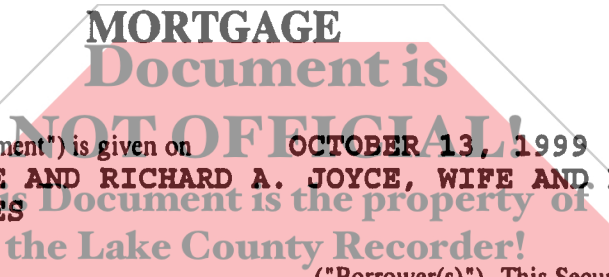 MORTGAGE
Document is
NOT OFFICIAL!
ment") is given on OCTOBER 13, 1999
E AND RICHARD A. JOYCE, WIFE AND
This Document is the property of
ES
the Lake County Recorder!
("Borrower(s)"). This Secu